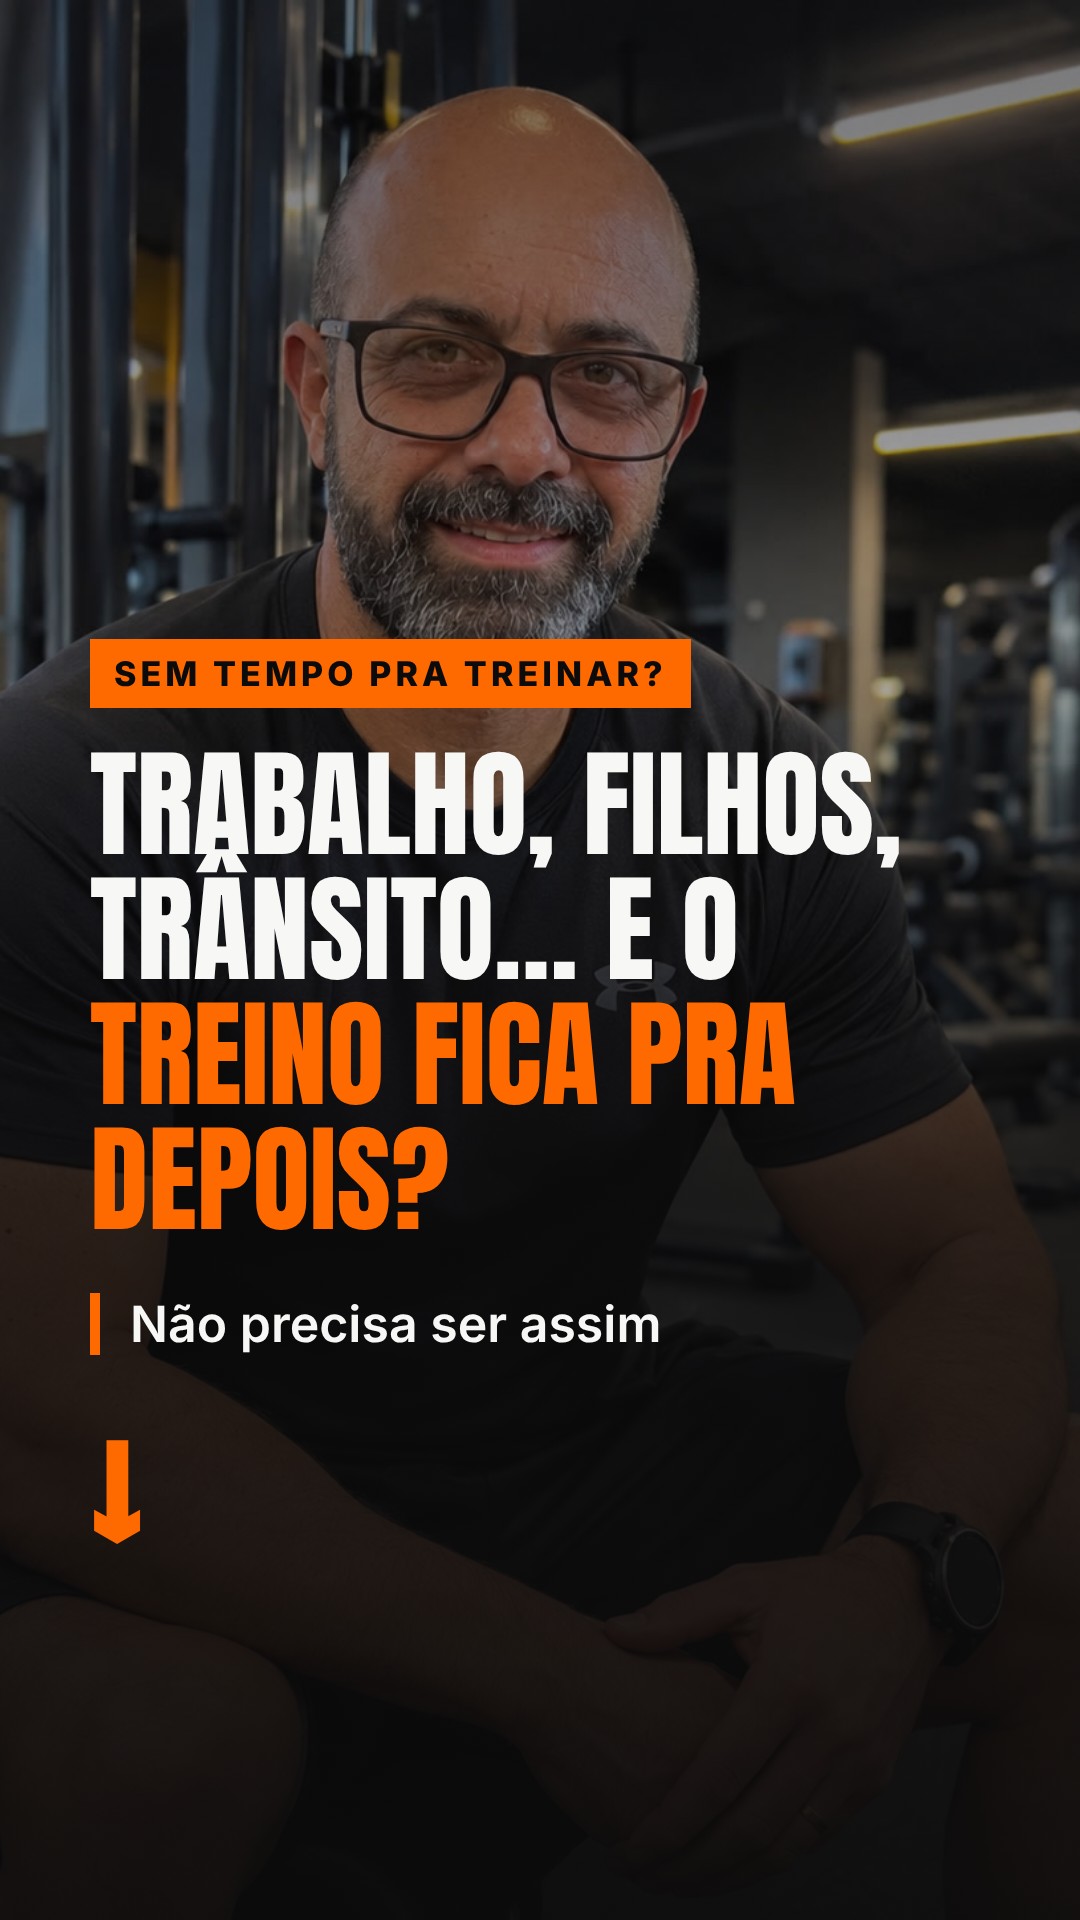 SEM TEMPO PRA TREINAR?
TRABALHO, FILHOS,
TRÂNSITO... E O
TREINO FICA PRA
DEPOIS?
Não precisa ser assim